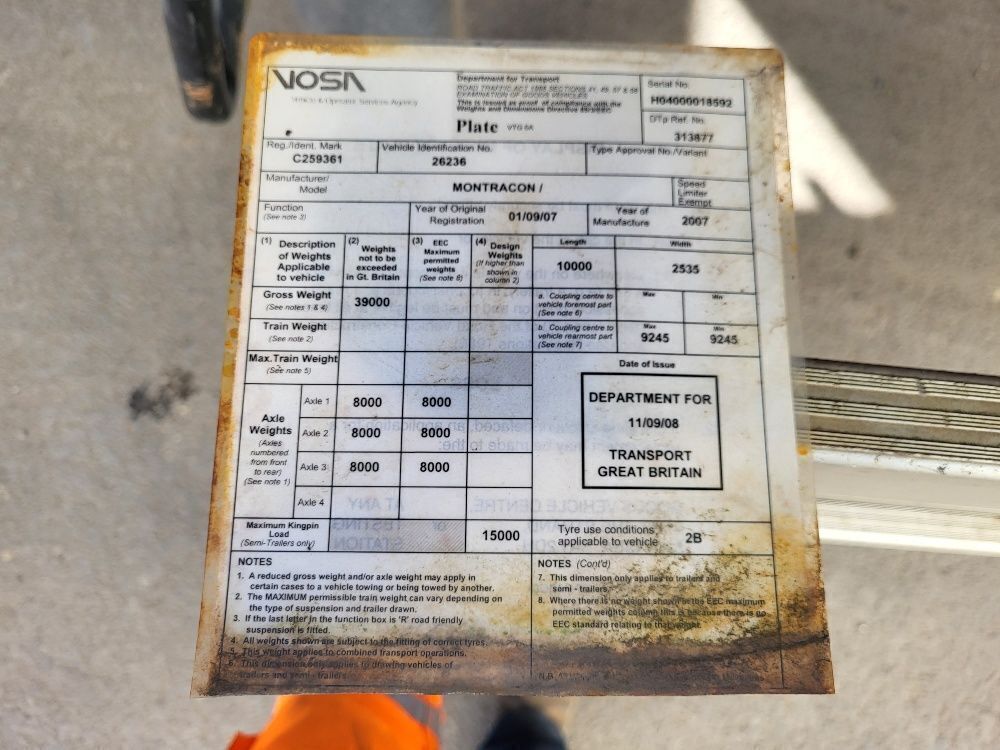 VOSA
Vehicle & Operator Services Agency
Department for Transport
ROAD TRAFFIC ACT 1988 SECTIONS 41, 49, 57 & 58
EXAMINATION OF GOODS VEHICLES
This is issued as proof of compliance with the
Weights and Dimensions Directive
Plate VTG 6A
Serial No.
H04000018592
DTp Ref. No.
313877
Reg./Ident. Mark
C259361
Vehicle Identification No.
26236
Type Approval No./Variant
Manufacturer/
Model
MONTRACON /
Speed
Limiter
Exempt
Function
(See note 3)
Year of Original
Registration
01/09/07
Year of
Manufacture
2007
(1) Description
of Weights
Applicable
to vehicle
(2) Weights
not to be
exceeded
in Gt. Britain
(3) EEC
Maximum
permitted
weights
(See note 8)
(4) Design
Weights
(If higher than
shown in
column 2)
Length
10000
Width
2535
Gross Weight
(See notes 1 & 4)
39000
a. Coupling centre to
vehicle foremost part
(See note 6)
Max
Min
Train Weight
(See note 2)
b. Coupling centre to
vehicle rearmost part
(See note 7)
Max
9245
Min
9245
Max.Train Weight
(See note 5)
Date of Issue
DEPARTMENT FOR
11/09/08
TRANSPORT
GREAT BRITAIN
Axle
Weights
(Axles
numbered
from front
to rear)
(See note 1)
Axle 1
8000
8000
Axle 2
8000
8000
Axle 3
8000
8000
Axle 4
Maximum Kingpin
Load
(Semi-Trailers only)
15000
Tyre use conditions
applicable to vehicle
2B
NOTES
1. A reduced gross weight and/or axle weight may apply in
certain cases to a vehicle towing or being towed by another.
2. The MAXIMUM permissible train weight can vary depending on
the type of suspension and trailer drawn.
3. If the last letter in the function box is 'R' road friendly
suspension is fitted.
4. All weights shown are subject to the fitting of correct tyres.
5. This weight applies to combined transport operations.
6. This dimension only applies to drawing vehicles of
trailers and semi - trailers.
NOTES (Cont'd)
7. This dimension only applies to trailers and
semi - trailers.
8. Where there is no weight shown in the EEC maximum
permitted weights column this is because there is no
EEC standard relating to that weight.
N.B.